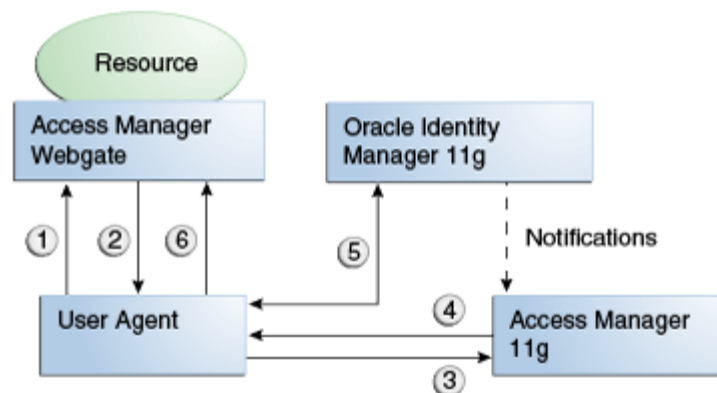 Resource
Access Manager
Webgate
Oracle Identity
Manager 11g
1
2
6
5
Notifications
User Agent
4
Access Manager
11g
3